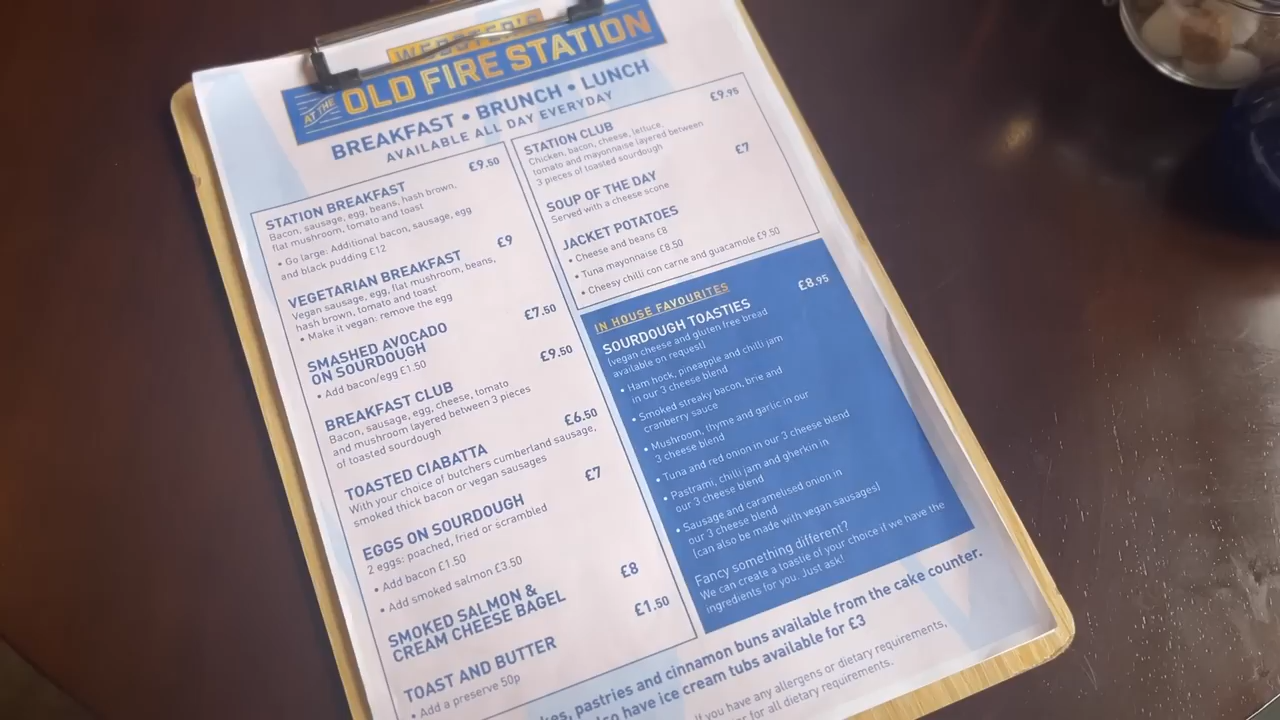 WEBSTER'S
AT THE OLD FIRE STATION
BREAKFAST • BRUNCH • LUNCH
AVAILABLE ALL DAY EVERYDAY
STATION BREAKFAST £9.50
Bacon, sausage, egg, beans, hash brown,
flat mushroom, tomato and toast
• Go large: Additional bacon, sausage, egg
and black pudding £12
VEGETARIAN BREAKFAST £9
Vegan sausage, egg, flat mushroom, beans,
hash brown, tomato and toast
• Make it vegan: remove the egg
SMASHED AVOCADO £7.50
ON SOURDOUGH
• Add bacon/egg £1.50
BREAKFAST CLUB £9.50
Bacon, sausage, egg, cheese, tomato
and mushroom layered between 3 pieces
of toasted sourdough
TOASTED CIABATTA £6.50
With your choice of butchers cumberland sausage,
smoked thick bacon or vegan sausages
EGGS ON SOURDOUGH £7
2 eggs: poached, fried or scrambled
• Add bacon £1.50
• Add smoked salmon £3.50
SMOKED SALMON & £8
CREAM CHEESE BAGEL
TOAST AND BUTTER £1.50
• Add a preserve 50p
STATION CLUB £9.95
Chicken, bacon, cheese, lettuce,
tomato and mayonnaise layered between
3 pieces of toasted sourdough
SOUP OF THE DAY £7
Served with a cheese scone
JACKET POTATOES
• Cheese and beans £8
• Tuna mayonnaise £8.50
• Cheesy chilli con carne and guacamole £9.50
IN HOUSE FAVOURITES
SOURDOUGH TOASTIES £8.95
(vegan cheese and gluten free bread
available on request)
• Ham hock, pineapple and chilli jam
in our 3 cheese blend
• Smoked streaky bacon, brie and
cranberry sauce
• Mushroom, thyme and garlic in our
3 cheese blend
• Tuna and red onion in our 3 cheese blend
• Pastrami, chilli jam and gherkin in
our 3 cheese blend
• Sausage and caramelised onion in
our 3 cheese blend
(can also be made with vegan sausages)
Fancy something different?
We can create a toastie of your choice if we have the
ingredients for you. Just ask!
pastries and cinnamon buns available from the cake counter.
have ice cream tubs available for £3
if you have any allergens or dietary requirements,
for all dietary requirements.